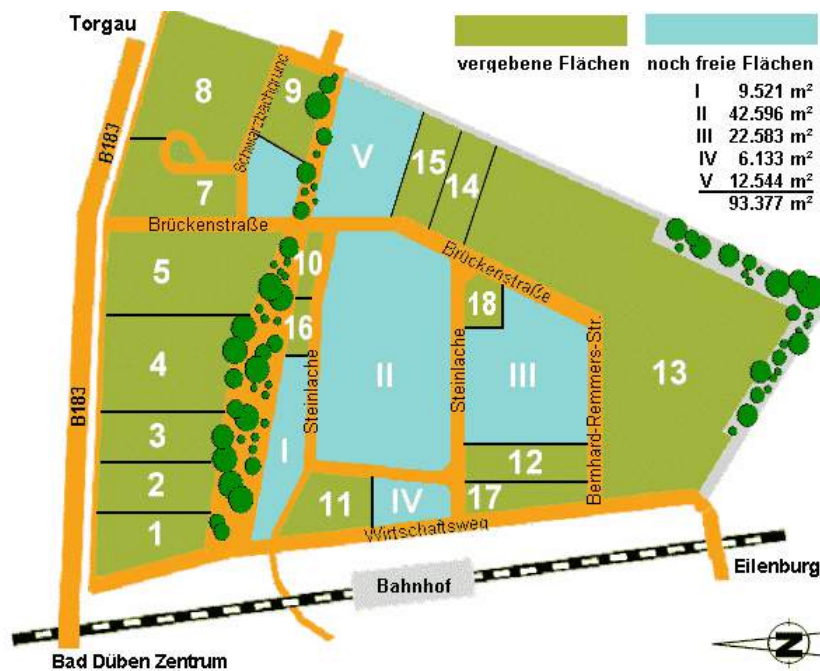 Torgau
vergebene Flächen
noch freie Flächen
I 9.521 m²
II 42.596 m²
III 22.583 m²
IV 6.133 m²
V 12.544 m²
93.377 m²
B183
8
9
Schwarzbachgrund
V
15
14
7
Brückenstraße
Brückenstraße
5
10
16
18
4
Steinlache
II
Steinlache
III
Bernhard-Remmers-Str.
13
B183
3
I
12
2
11
IV
17
1
Wirtschaftsweg
Bahnhof
Eilenburg
N
Bad Düben Zentrum